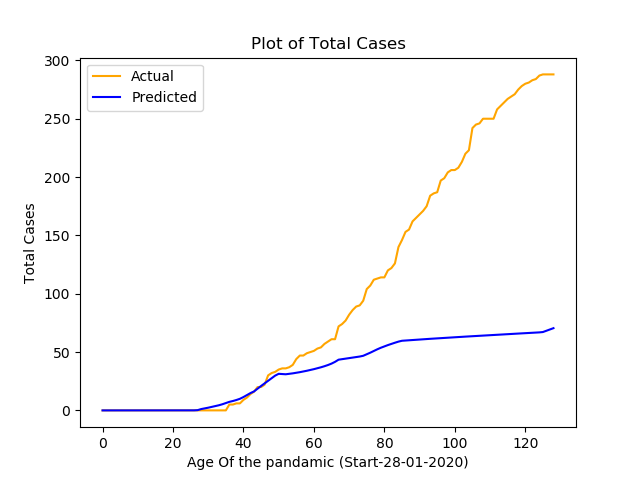 Plot of Total Cases
Actual
Predicted
300
250
200
150
100
50
0
Total Cases
0 20 40 60 80 100 120
Age Of the pandamic (Start-28-01-2020)